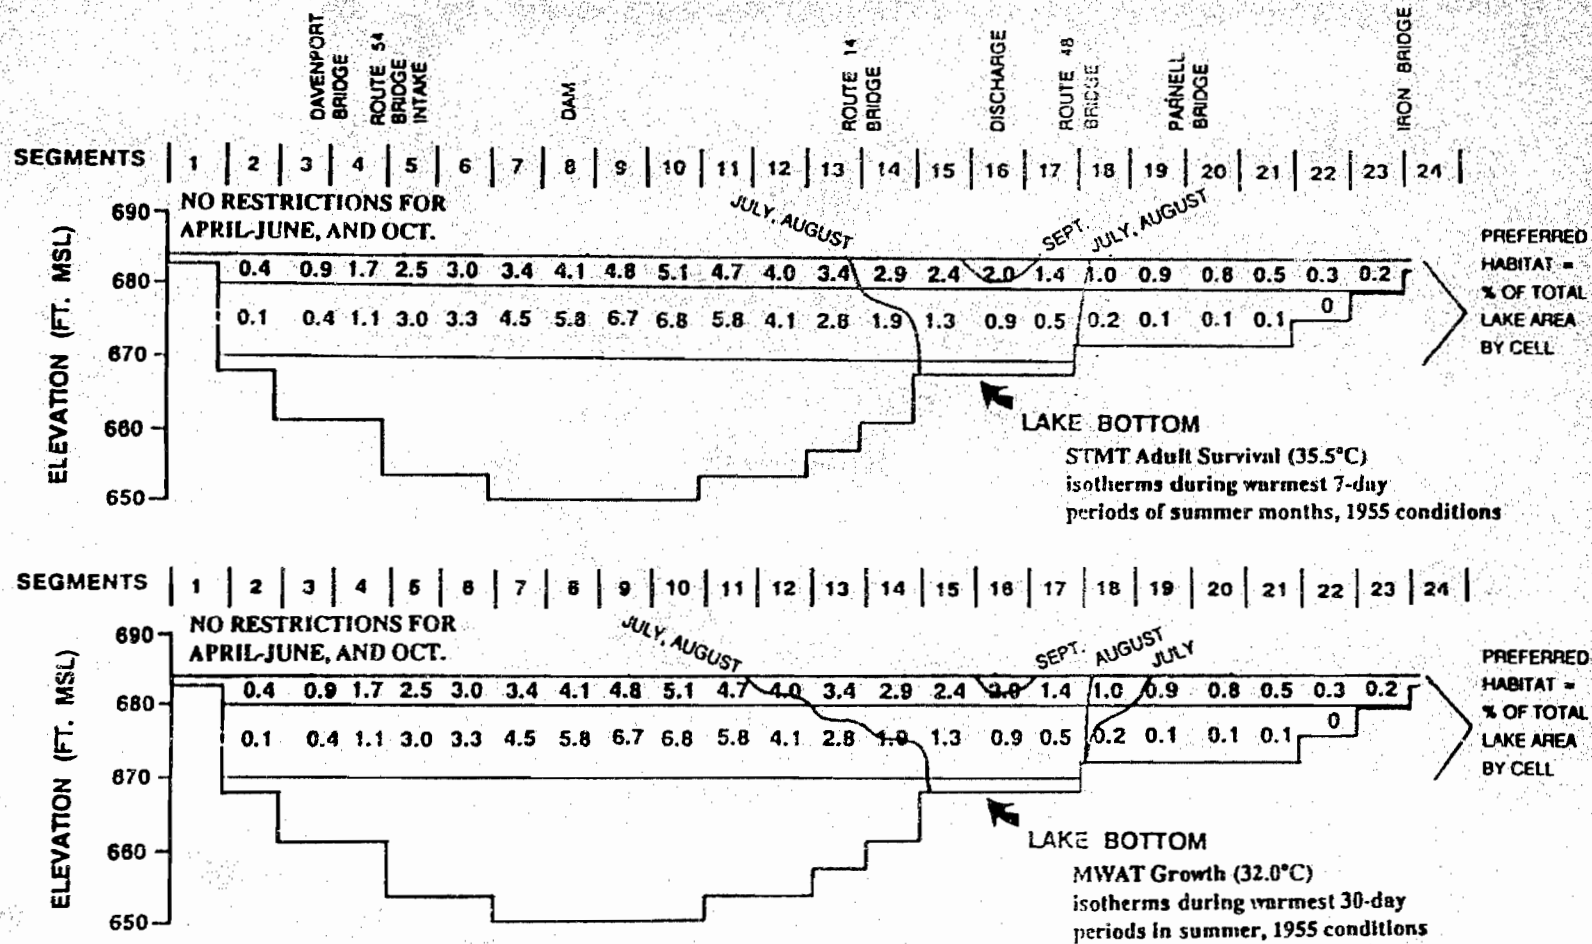 DAVENPORT
BRIDGE
ROUTE 54
BRIDGE
INTAKE
DAM
ROUTE 14
BRIDGE
DISCHARGE
ROUTE 48
BRIDGE
PARNELL
BRIDGE
IRON BRIDGE
SEGMENTS 1 2 3 4 5 6 7 8 9 10 11 12 13 14 15 16 17 18 19 20 21 22 23 24
NO RESTRICTIONS FOR
APRIL-JUNE, AND OCT.
JULY, AUGUST
SEPT.
JULY, AUGUST
ELEVATION (FT. MSL)
690
680
670
660
650
0.4 0.9 1.7 2.5 3.0 3.4 4.1 4.8 5.1 4.7 4.0 3.4 2.9 2.4 2.0 1.4 1.0 0.9 0.8 0.5 0.3 0.2
0.1 0.4 1.1 3.0 3.3 4.5 5.8 6.7 6.8 5.8 4.1 2.8 1.9 1.3 0.9 0.5 0.2 0.1 0.1 0.1 0
PREFERRED
HABITAT =
% OF TOTAL
LAKE AREA
BY CELL
LAKE BOTTOM
STMT Adult Survival (35.5°C)
isotherms during warmest 7-day
periods of summer months, 1955 conditions
SEGMENTS 1 2 3 4 5 6 7 8 9 10 11 12 13 14 15 16 17 18 19 20 21 22 23 24
NO RESTRICTIONS FOR
APRIL-JUNE, AND OCT.
JULY, AUGUST
SEPT.
AUGUST
JULY
ELEVATION (FT. MSL)
690
680
670
660
650
0.4 0.9 1.7 2.5 3.0 3.4 4.1 4.8 5.1 4.7 4.0 3.4 2.9 2.4 2.0 1.4 1.0 0.9 0.8 0.5 0.3 0.2
0.1 0.4 1.1 3.0 3.3 4.5 5.8 6.7 6.8 5.8 4.1 2.8 1.9 1.3 0.9 0.5 0.2 0.1 0.1 0.1 0
PREFERRED
HABITAT =
% OF TOTAL
LAKE AREA
BY CELL
LAKE BOTTOM
MWAT Growth (32.0°C)
isotherms during warmest 30-day
periods in summer, 1955 conditions